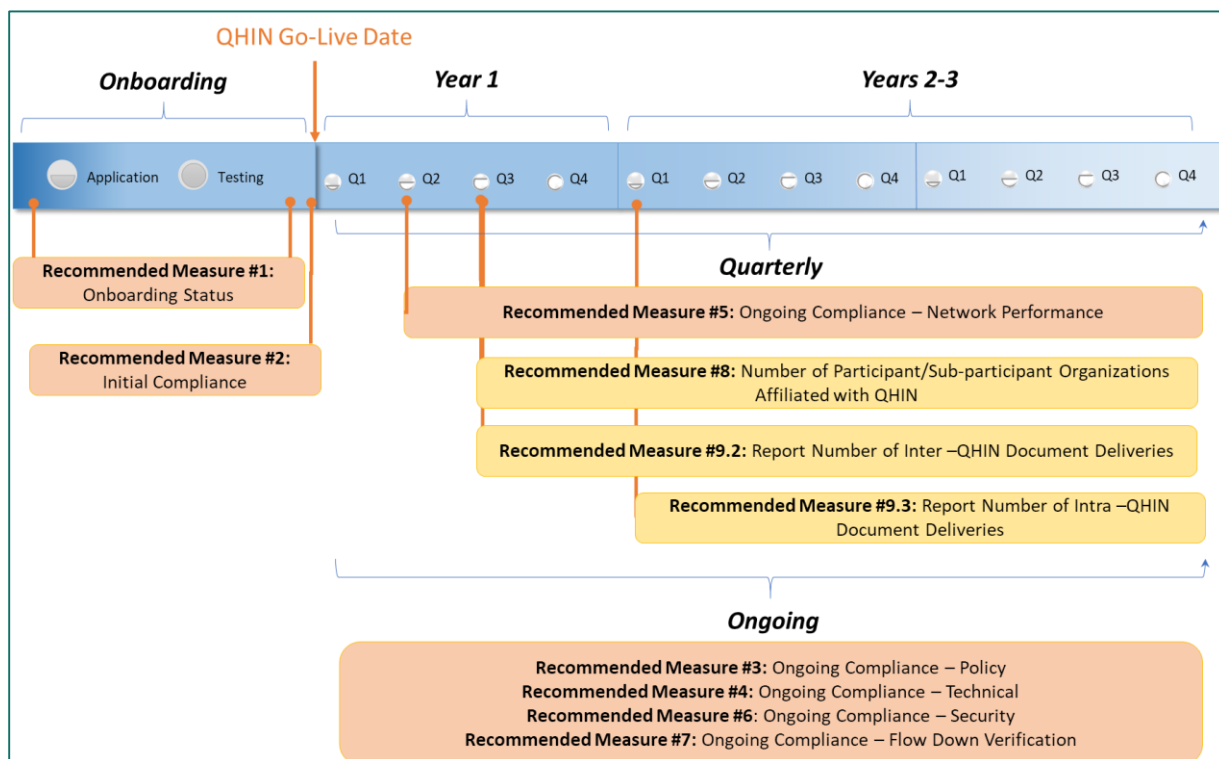 QHIN Go-Live Date
Onboarding
Year 1
Years 2-3
Application
Testing
Q1
Q2
Q3
Q4
Q1
Q2
Q3
Q4
Q1
Q2
Q3
Q4
Recommended Measure #1:
Onboarding Status
Quarterly
Recommended Measure #5: Ongoing Compliance – Network Performance
Recommended Measure #2:
Initial Compliance
Recommended Measure #8: Number of Participant/Sub-participant Organizations
Affiliated with QHIN
Recommended Measure #9.2: Report Number of Inter –QHIN Document Deliveries
Recommended Measure #9.3: Report Number of Intra –QHIN
Document Deliveries
Ongoing
Recommended Measure #3: Ongoing Compliance – Policy
Recommended Measure #4: Ongoing Compliance – Technical
Recommended Measure #6: Ongoing Compliance – Security
Recommended Measure #7: Ongoing Compliance – Flow Down Verification